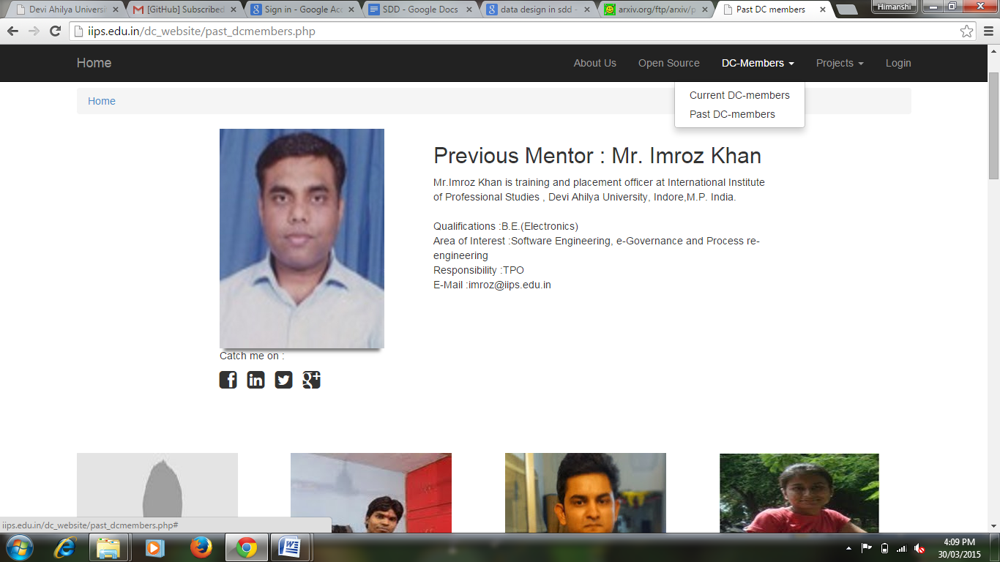 Devi Ahilya Universit
[GitHub] Subscribed
Sign in - Google Acc
SDD - Google Docs
data design in sdd -
arxiv.org/ftp/arxiv/p
Past DC members
Himanshi
iips.edu.in/dc_website/past_dcmembers.php
Home
About Us
Open Source
DC-Members
Projects
Login
Home
Current DC-members
Past DC-members
Previous Mentor : Mr. Imroz Khan
Mr.Imroz Khan is training and placement officer at International Institute
of Professional Studies , Devi Ahilya University, Indore,M.P. India.
Qualifications :B.E.(Electronics)
Area of Interest :Software Engineering, e-Governance and Process re-
engineering
Responsibility :TPO
E-Mail :imroz@iips.edu.in
Catch me on :
iips.edu.in/dc_website/past_dcmembers.php#
4:09 PM
30/03/2015